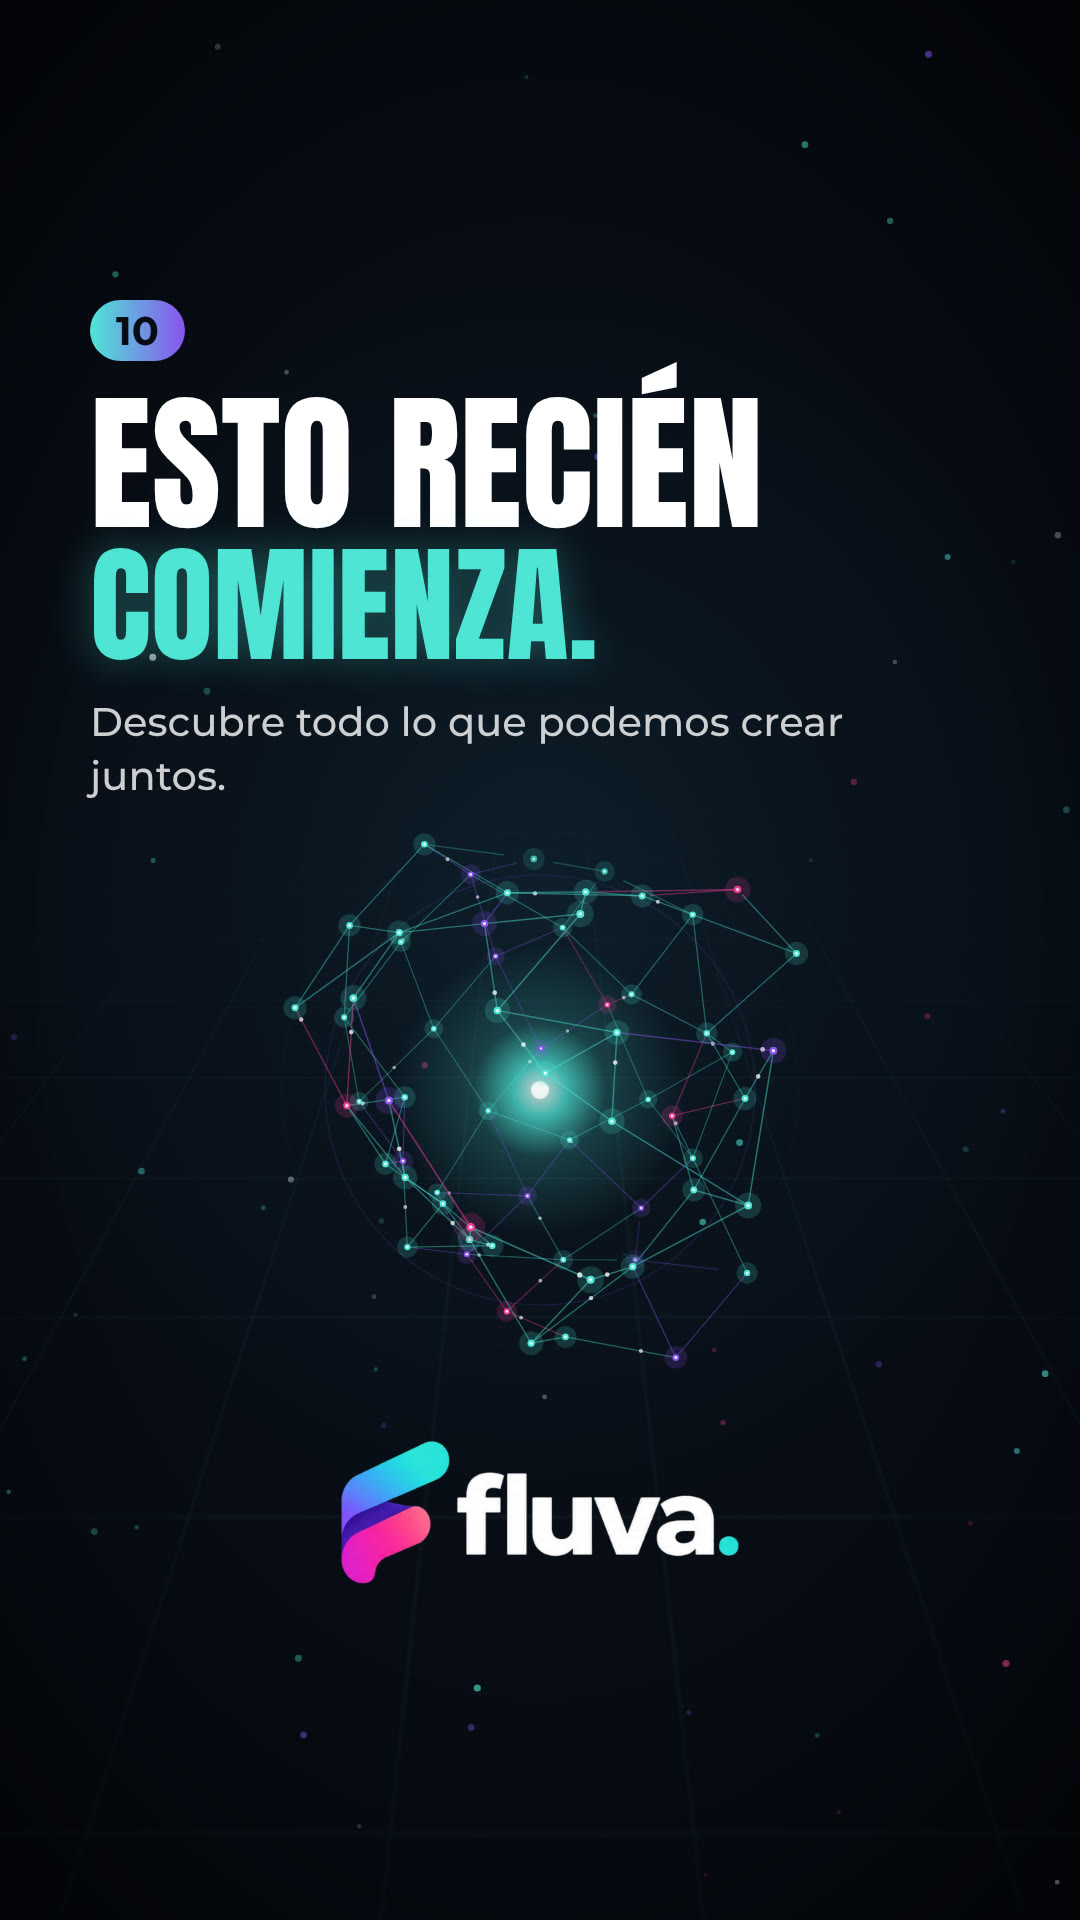 10
ESTO RECIÉN
COMIENZA.
Descubre todo lo que podemos crear
juntos.
fluva.